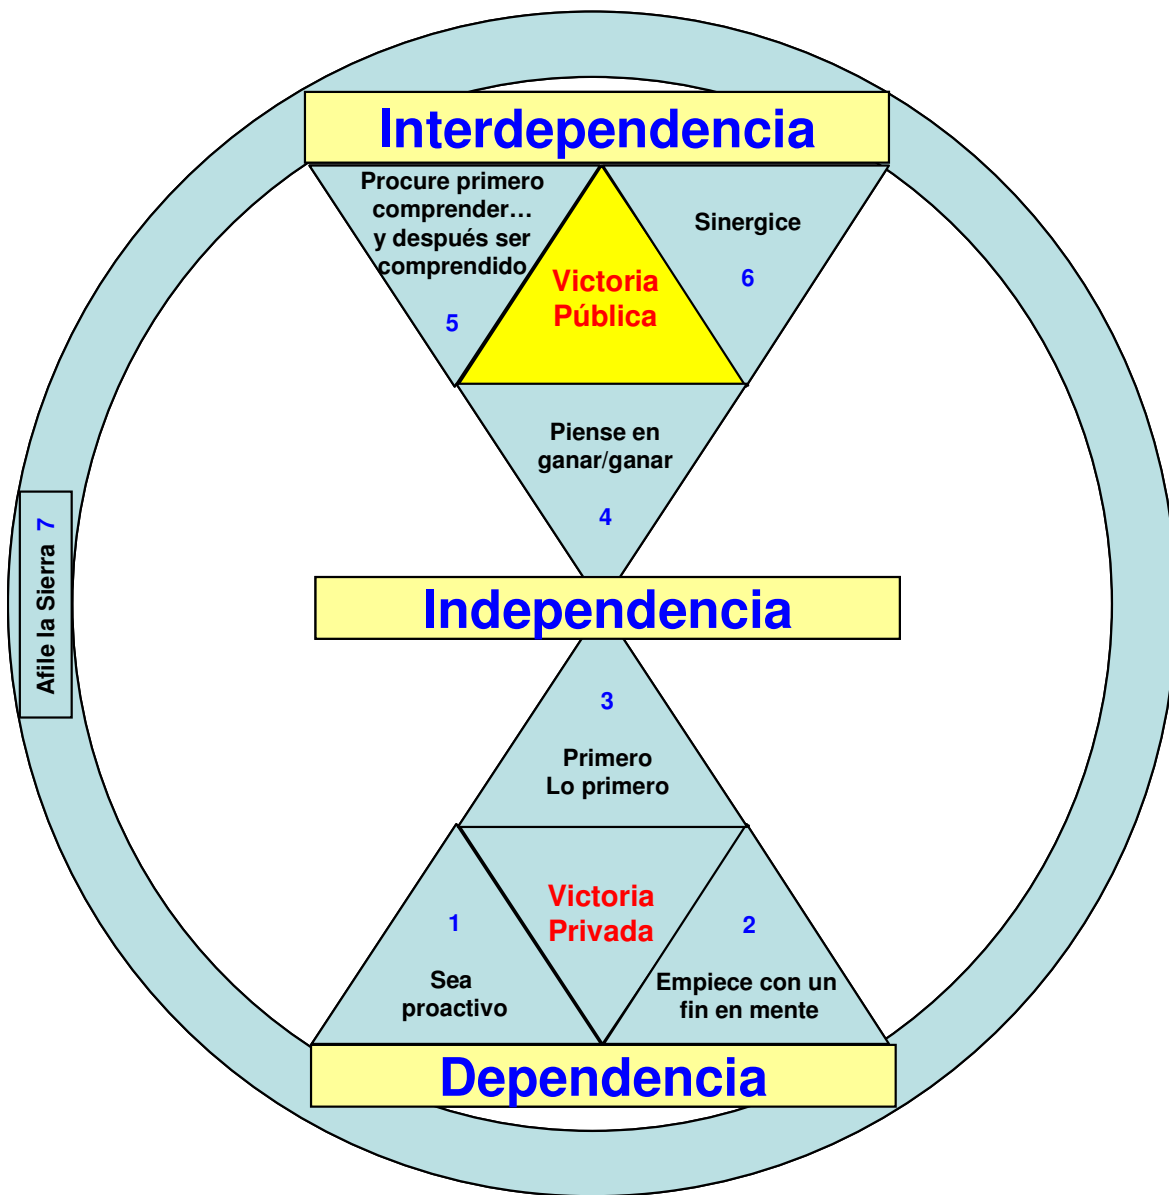 Interdependencia
Procure primero
comprender…
y después ser
comprendido
5
Victoria
Pública
Sinergice
6
Piense en
ganar/ganar
4
Afile la Sierra 7
Independencia
3
Primero
Lo primero
Victoria
Privada
1
Sea
proactivo
2
Empiece con un
fin en mente
Dependencia